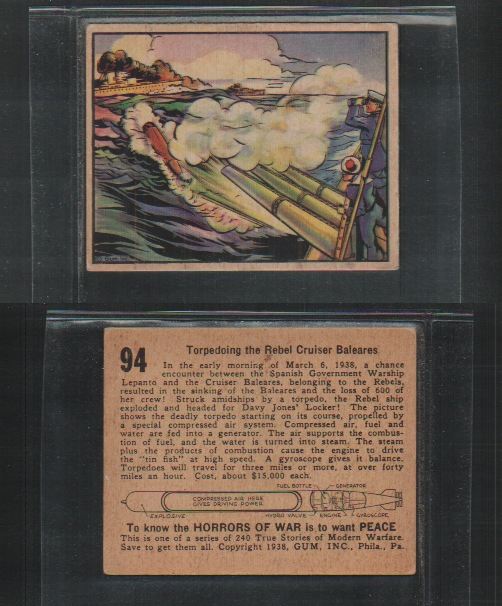 © GUM, INC.
94
Torpedoing the Rebel Cruiser Baleares
In the early morning of March 6, 1938, a chance
encounter between the Spanish Government Warship
Lepanto and the Cruiser Baleares, belonging to the Rebels,
resulted in the sinking of the Baleares and the loss of 600 of
her crew! Struck amidships by a torpedo, the Rebel ship
exploded and headed for Davy Jones' Locker! The picture
shows the deadly torpedo starting on its course, propelled by
a special compressed air system. Compressed air, fuel and
water are fed into a generator. The air supports the combus-
tion of fuel, and the water is turned into steam. The steam
plus the products of combustion cause the engine to drive
the "tin fish" at high speed. A gyroscope gives it balance.
Torpedoes will travel for three miles or more, at over forty
miles an hour. Cost, about $15,000 each.
FUEL BOTTLE GENERATOR
COMPRESSED AIR HERE
GIVES DRIVING POWER
EXPLOSIVE HYDRO VALVE ENGINE GYROSCOPE
To know the HORRORS OF WAR is to want PEACE
This is one of a series of 240 True Stories of Modern Warfare.
Save to get them all. Copyright 1938, GUM, INC., Phila., Pa.